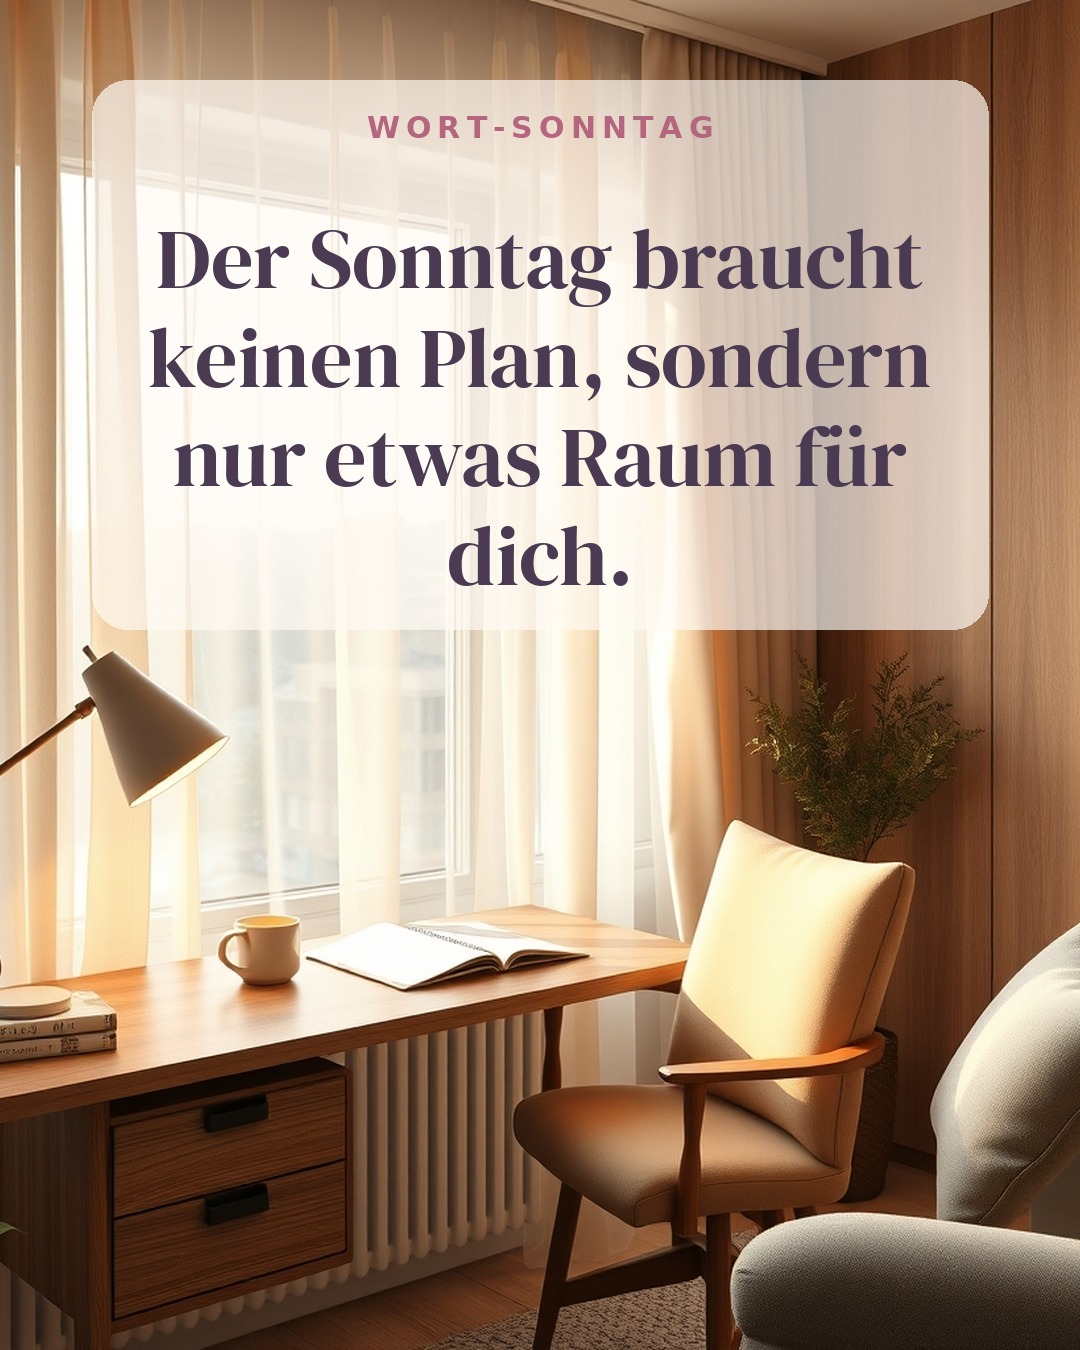 WORT-SONNTAG
Der Sonntag braucht
keinen Plan, sondern
nur etwas Raum für
dich.